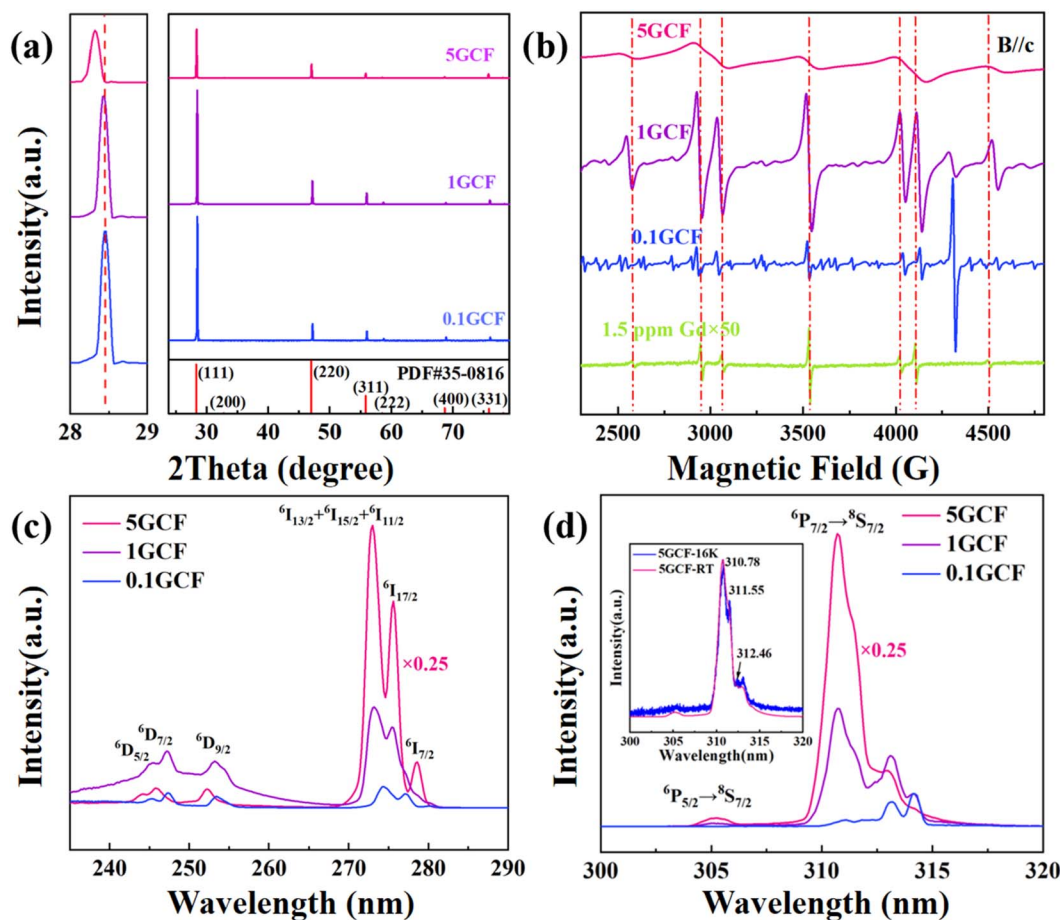 (a)
5GCF
1GCF
0.1GCF
(111)
(200)
(220)
(311)
(222)
PDF#35-0816
(400) (331)
28 29 30 40 50 60 70
2Theta (degree)
Intensity(a.u.)
(b)
B//c
5GCF
1GCF
0.1GCF
1.5 ppm Gd×50
2500 3000 3500 4000 4500
Magnetic Field (G)
Intensity(a.u.)
(c)
5GCF
1GCF
0.1GCF
⁶I₁₃/₂+⁶I₁₅/₂+⁶I₁₁/₂
⁶I₁₇/₂
×0.25
⁶I₇/₂
⁶D₅/₂
⁶D₇/₂
⁶D₉/₂
240 250 260 270 280 290
Wavelength (nm)
Intensity(a.u.)
(d)
⁶P₇/₂→⁸S₇/₂
5GCF
1GCF
0.1GCF
×0.25
⁶P₅/₂→⁸S₇/₂
5GCF-16K
5GCF-RT
310.78
311.55
312.46
300 305 310 315 320
Wavelength(nm)
Intensity(a.u.)
300 305 310 315 320
Wavelength (nm)
Intensity(a.u.)